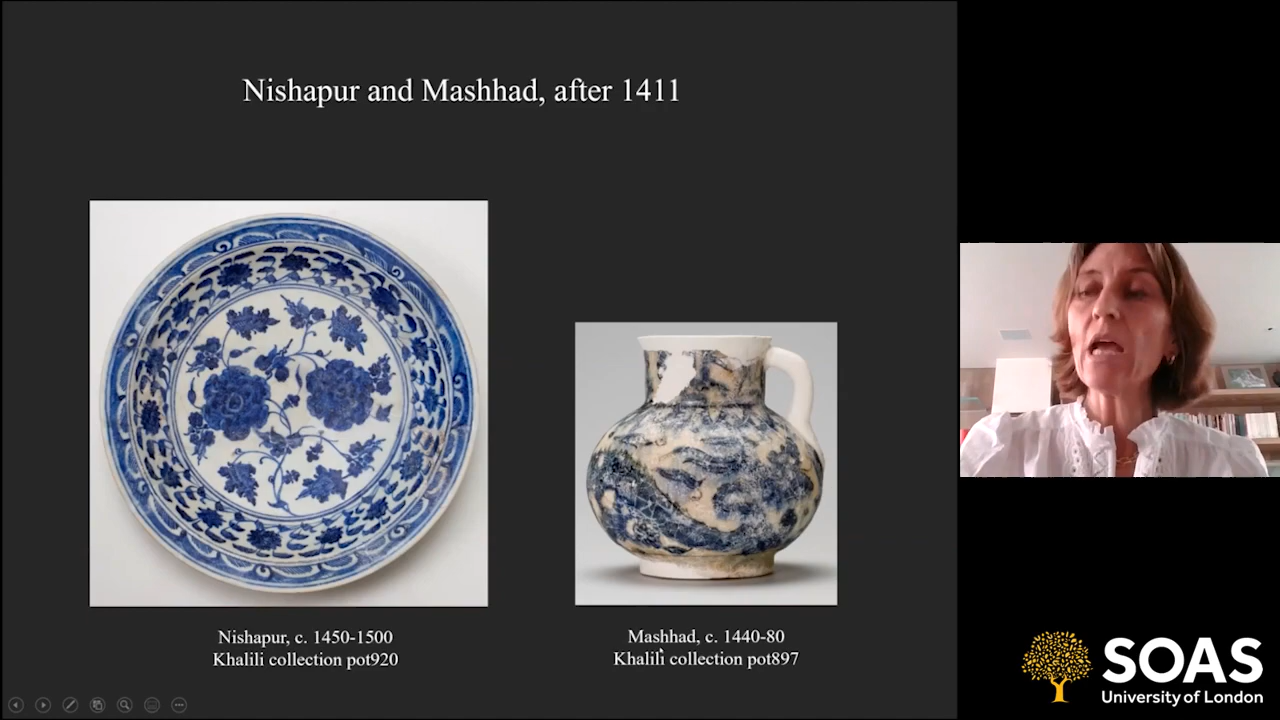 Nishapur and Mashhad, after 1411
Nishapur, c. 1450-1500
Khalili collection pot920
Mashhad, c. 1440-80
Khalili collection pot897
SOAS
University of London